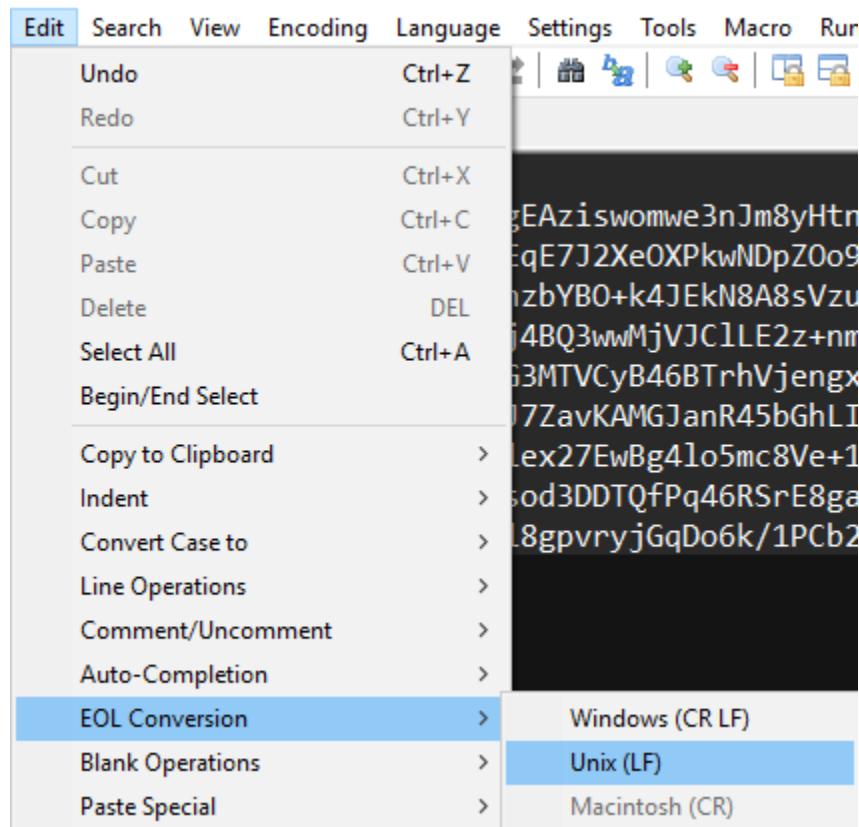 Edit Search View Encoding Language Settings Tools Macro Run
Undo Ctrl+Z
Redo Ctrl+Y
Cut Ctrl+X
Copy Ctrl+C
Paste Ctrl+V
Delete DEL
Select All Ctrl+A
Begin/End Select
Copy to Clipboard
Indent
Convert Case to
Line Operations
Comment/Uncomment
Auto-Completion
EOL Conversion
Blank Operations
Paste Special
gEAziswomwe3nJm8yHtn
EqE7J2XeOXPkwNDpZOo9
nzbYBO+k4JEkN8A8sVzu
j4BQ3wwMjVJClLE2z+nm
G3MTVCyB46BTrhVjengx
J7ZavKAMGJanR45bGhLI
lex27EwBg4lo5mc8Ve+1
sod3DDTQfPq46RSrE8ga
l8gpvryjGqDo6k/1PCb2
Windows (CR LF)
Unix (LF)
Macintosh (CR)